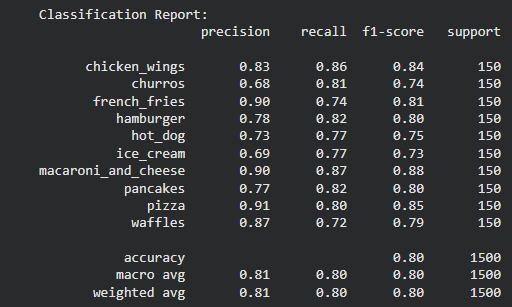 Classification Report:
precision recall f1-score support
chicken_wings 0.83 0.86 0.84 150
churros 0.68 0.81 0.74 150
french_fries 0.90 0.74 0.81 150
hamburger 0.78 0.82 0.80 150
hot_dog 0.73 0.77 0.75 150
ice_cream 0.69 0.77 0.73 150
macaroni_and_cheese 0.90 0.87 0.88 150
pancakes 0.77 0.82 0.80 150
pizza 0.91 0.80 0.85 150
waffles 0.87 0.72 0.79 150
accuracy 0.80 1500
macro avg 0.81 0.80 0.80 1500
weighted avg 0.81 0.80 0.80 1500